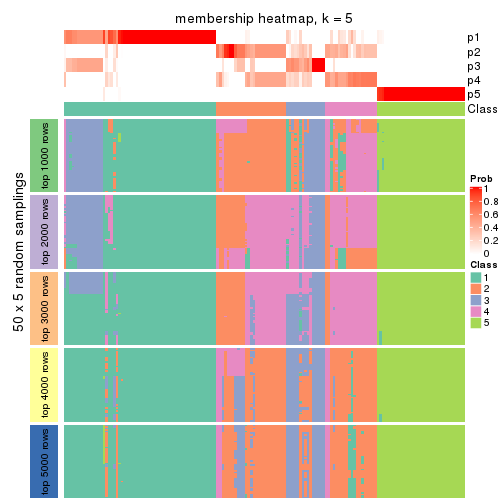 membership heatmap, k = 5
p1
p2
p3
p4
p5
Class
50 x 5 random samplings
top 1000 rows
top 2000 rows
top 3000 rows
top 4000 rows
top 5000 rows
Prob
1
0.8
0.6
0.4
0.2
0
Class
1
2
3
4
5